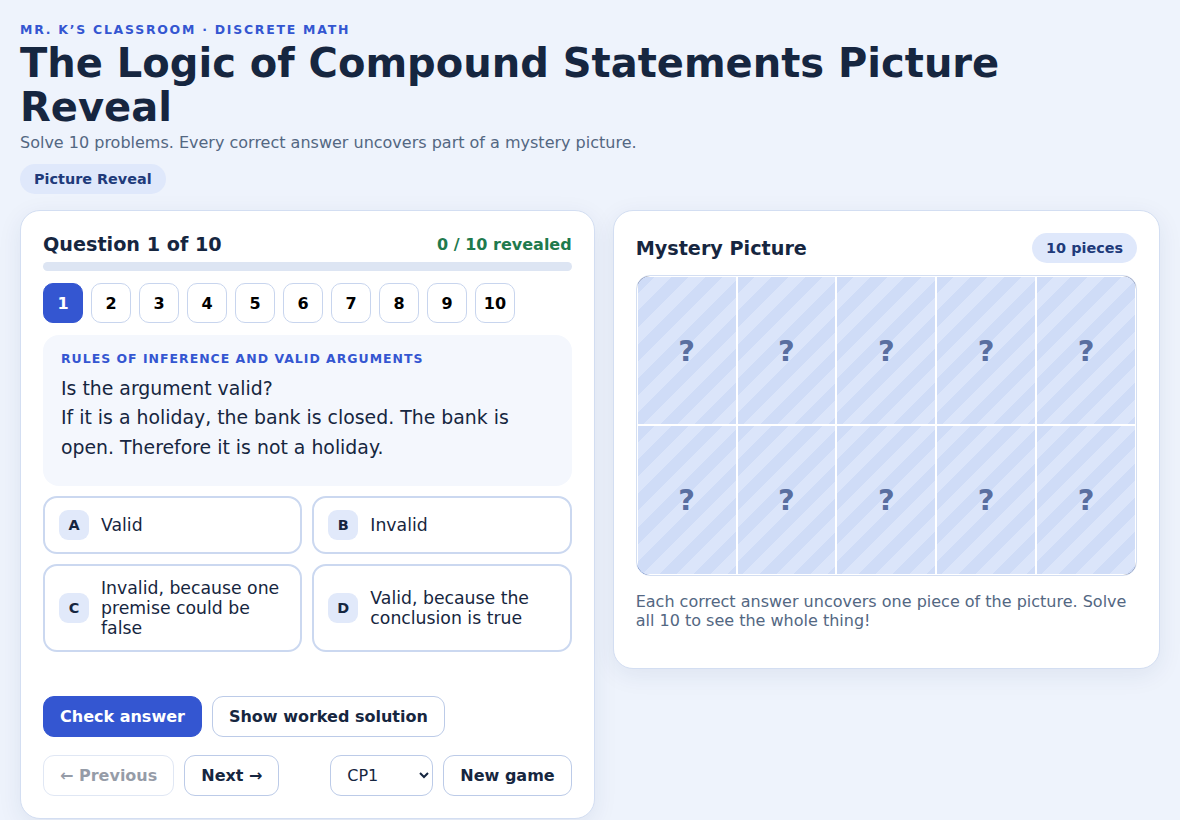 MR. K’S CLASSROOM · DISCRETE MATH
The Logic of Compound Statements Picture
Reveal
Solve 10 problems. Every correct answer uncovers part of a mystery picture.
Picture Reveal
Question 1 of 10
0 / 10 revealed
1 2 3 4 5 6 7 8 9 10
RULES OF INFERENCE AND VALID ARGUMENTS
Is the argument valid?
If it is a holiday, the bank is closed. The bank is
open. Therefore it is not a holiday.
A Valid
B Invalid
C Invalid, because one
premise could be
false
D Valid, because the
conclusion is true
Check answer
Show worked solution
← Previous
Next →
CP1
New game
Mystery Picture
10 pieces
? ? ? ? ?
? ? ? ? ?
Each correct answer uncovers one piece of the picture. Solve
all 10 to see the whole thing!